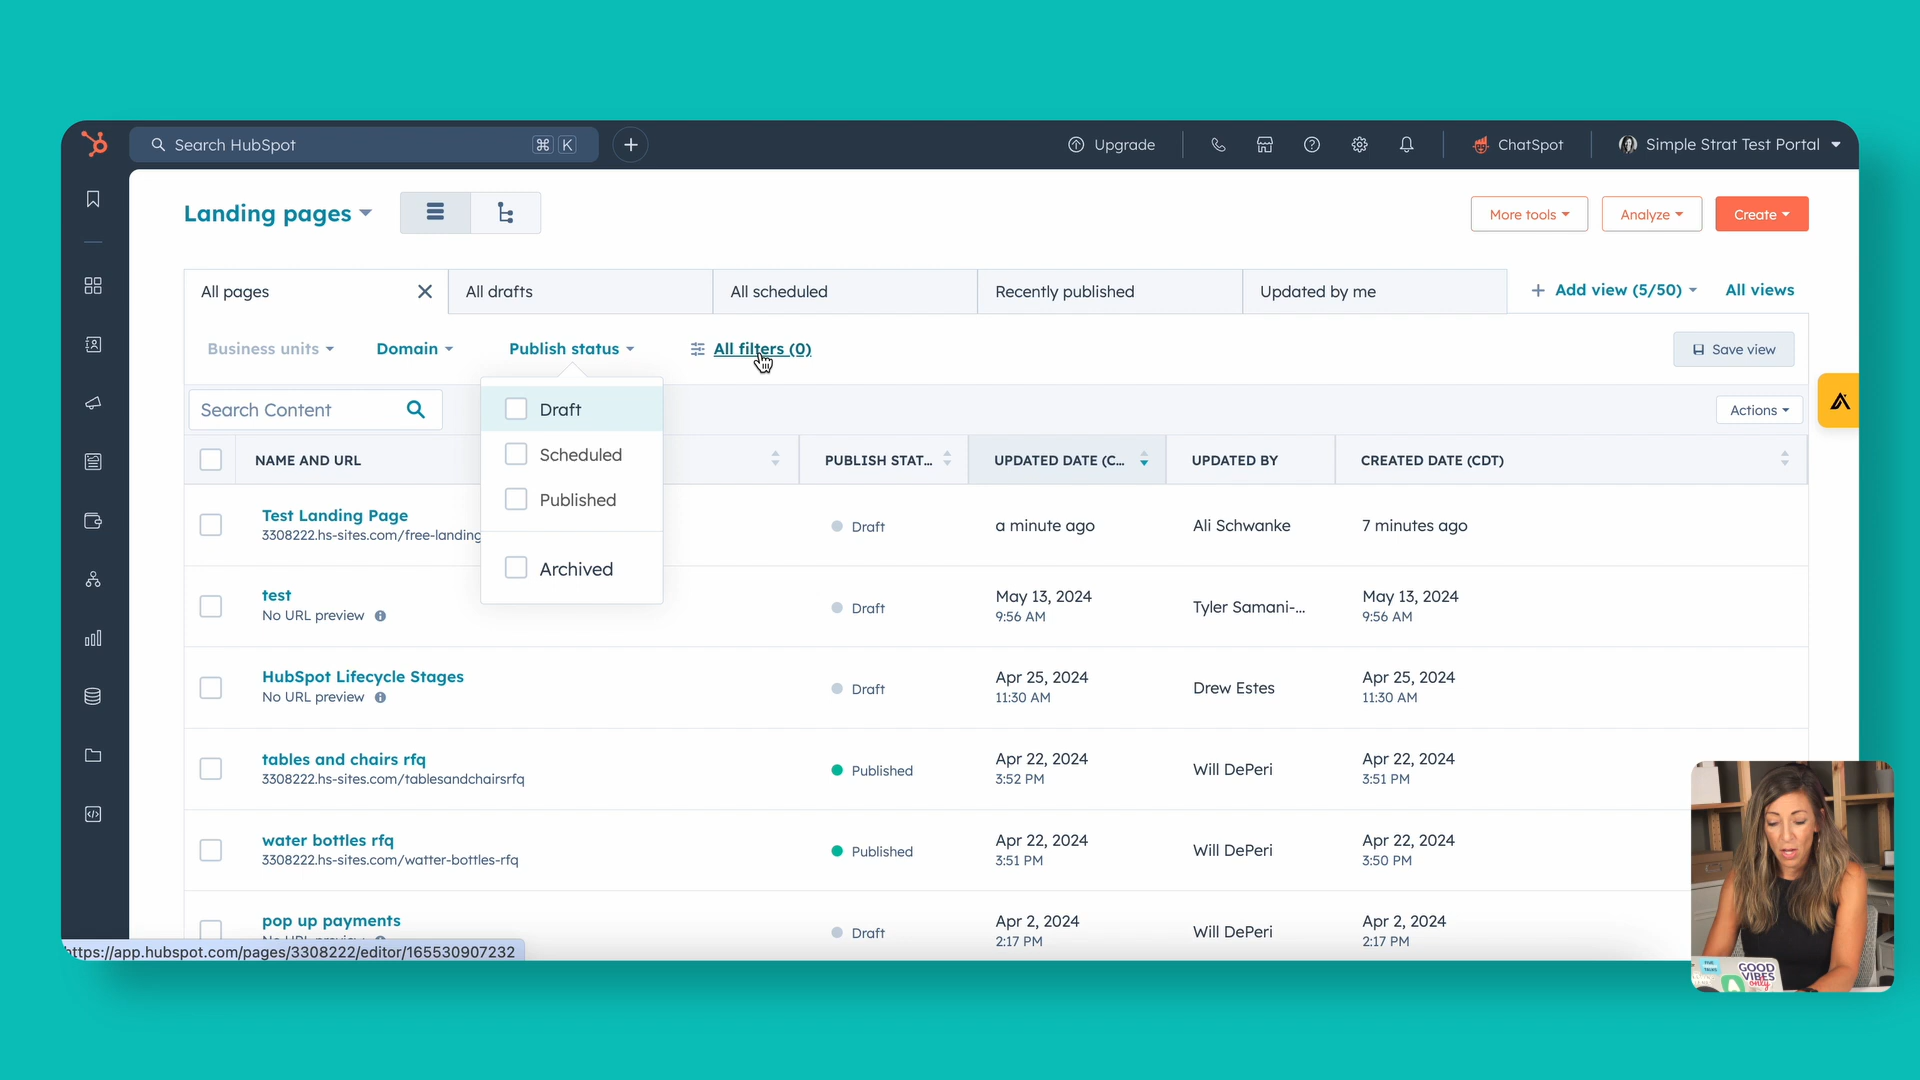 Search HubSpot ⌘ K
Upgrade
ChatSpot
Simple Strat Test Portal
Landing pages
More tools
Analyze
Create
All pages
All drafts
All scheduled
Recently published
Updated by me
+ Add view (5/50)
All views
Business units
Domain
Publish status
All filters (0)
Save view
Search Content
Draft
Scheduled
Published
Archived
Actions
NAME AND URL
PUBLISH STAT...
UPDATED DATE (C...
UPDATED BY
CREATED DATE (CDT)
Test Landing Page
3308222.hs-sites.com/free-landing
Draft
a minute ago
Ali Schwanke
7 minutes ago
test
No URL preview
Draft
May 13, 2024
9:56 AM
Tyler Samani-...
May 13, 2024
9:56 AM
HubSpot Lifecycle Stages
No URL preview
Draft
Apr 25, 2024
11:30 AM
Drew Estes
Apr 25, 2024
11:30 AM
tables and chairs rfq
3308222.hs-sites.com/tablesandchairsrfq
Published
Apr 22, 2024
3:52 PM
Will DePeri
Apr 22, 2024
3:51 PM
water bottles rfq
3308222.hs-sites.com/watter-bottles-rfq
Published
Apr 22, 2024
3:51 PM
Will DePeri
Apr 22, 2024
3:50 PM
pop up payments
Draft
Apr 2, 2024
2:17 PM
Will DePeri
Apr 2, 2024
2:17 PM
https://app.hubspot.com/pages/3308222/editor/165530907232
GOOD
VIBES
only